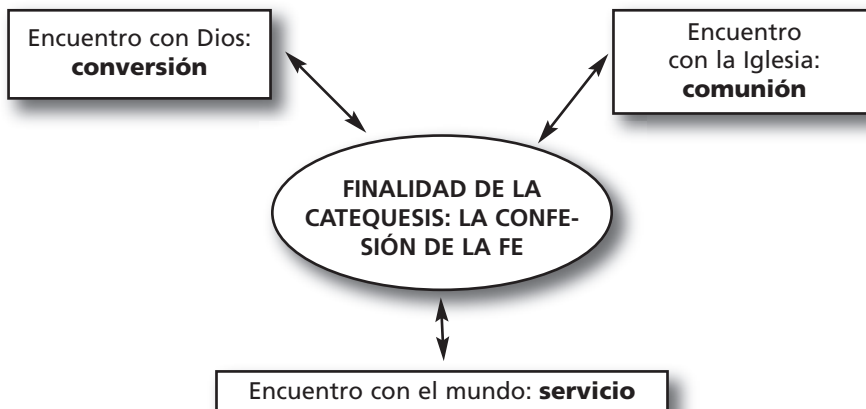 Encuentro con Dios:
conversión
Encuentro
con la Iglesia:
comunión
FINALIDAD DE LA
CATEQUESIS: LA CONFE-
SIÓN DE LA FE
Encuentro con el mundo: servicio